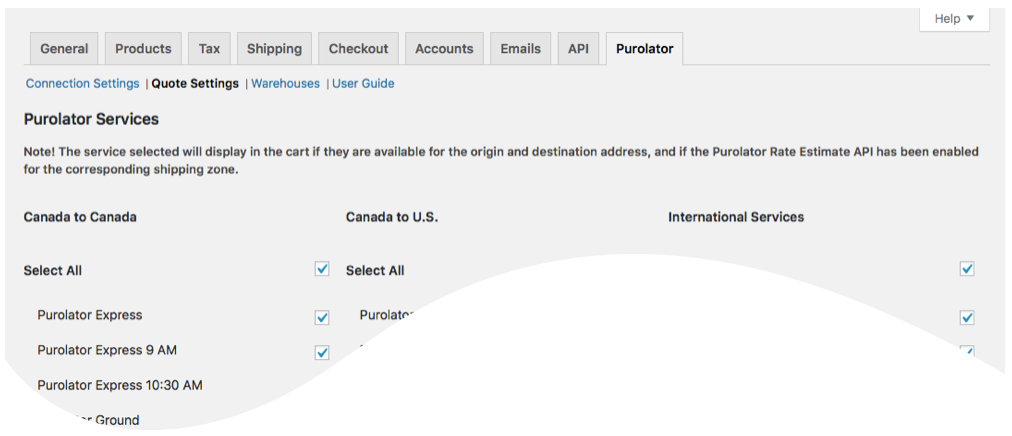 Help ▼
General Products Tax Shipping Checkout Accounts Emails API Purolator
Connection Settings | Quote Settings | Warehouses | User Guide
Purolator Services
Note! The service selected will display in the cart if they are available for the origin and destination address, and if the Purolator Rate Estimate API has been enabled
for the corresponding shipping zone.
Canada to Canada Canada to U.S. International Services
Select All Select All
Purolator Express
Purolator Express 9 AM
Purolator Express 10:30 AM
Ground